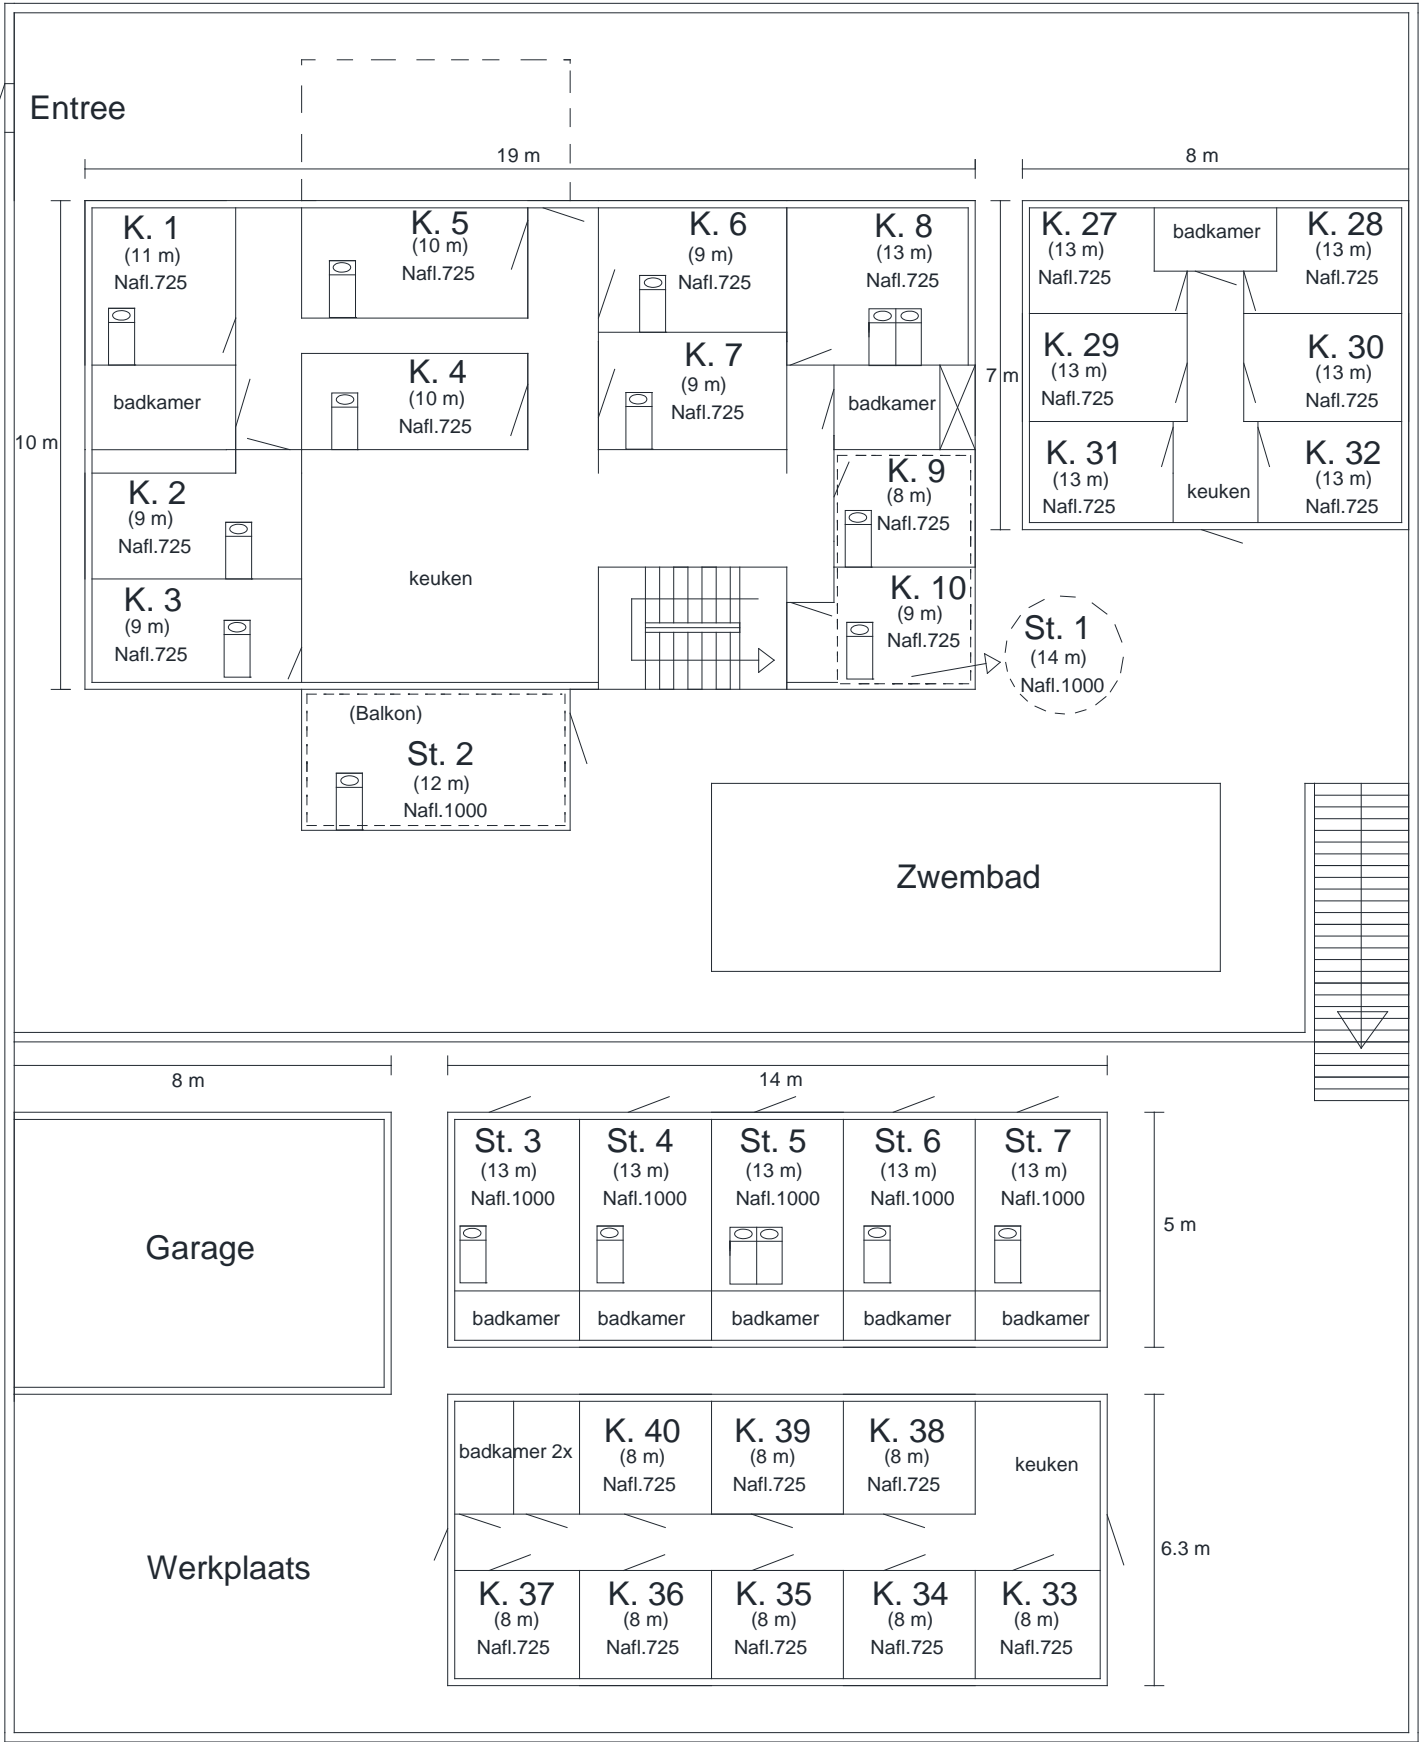 Entree
19 m
8 m
K. 1
(11 m)
Nafl.725
K. 5
(10 m)
Nafl.725
K. 6
(9 m)
Nafl.725
K. 8
(13 m)
Nafl.725
K. 27
(13 m)
Nafl.725
badkamer
K. 28
(13 m)
Nafl.725
K. 4
(10 m)
Nafl.725
K. 7
(9 m)
Nafl.725
badkamer
badkamer
7 m
K. 29
(13 m)
Nafl.725
K. 30
(13 m)
Nafl.725
10 m
K. 2
(9 m)
Nafl.725
K. 9
(8 m)
Nafl.725
K. 31
(13 m)
Nafl.725
keuken
K. 32
(13 m)
Nafl.725
keuken
K. 3
(9 m)
Nafl.725
K. 10
(9 m)
Nafl.725
St. 1
(14 m)
Nafl.1000
(Balkon)
St. 2
(12 m)
Nafl.1000
Zwembad
8 m
14 m
St. 3
(13 m)
Nafl.1000
St. 4
(13 m)
Nafl.1000
St. 5
(13 m)
Nafl.1000
St. 6
(13 m)
Nafl.1000
St. 7
(13 m)
Nafl.1000
5 m
Garage
badkamer
badkamer
badkamer
badkamer
badkamer
badkamer 2x
K. 40
(8 m)
Nafl.725
K. 39
(8 m)
Nafl.725
K. 38
(8 m)
Nafl.725
keuken
6.3 m
Werkplaats
K. 37
(8 m)
Nafl.725
K. 36
(8 m)
Nafl.725
K. 35
(8 m)
Nafl.725
K. 34
(8 m)
Nafl.725
K. 33
(8 m)
Nafl.725